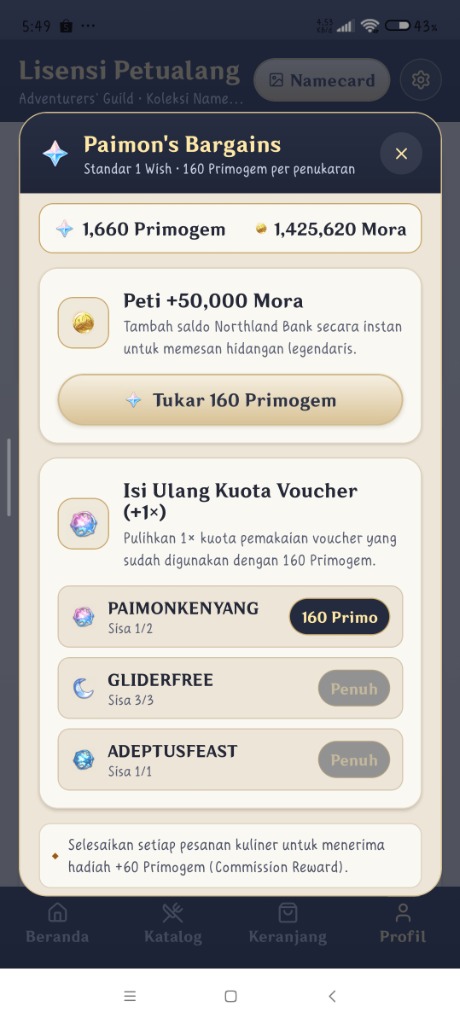 5:49
43%
Lisensi Petualang
Namecard
Adventurers' Guild · Koleksi Name...
Paimon's Bargains
Standar 1 Wish · 160 Primogem per penukaran
1,660 Primogem
1,425,620 Mora
Peti +50,000 Mora
Tambah saldo Northland Bank secara instan
untuk memesan hidangan legendaris.
Tukar 160 Primogem
Isi Ulang Kuota Voucher
(+1×)
Pulihkan 1× kuota pemakaian voucher yang
sudah digunakan dengan 160 Primogem.
PAIMONKENYANG
Sisa 1/2
160 Primo
GLIDERFREE
Sisa 3/3
Penuh
ADEPTUSFEAST
Sisa 1/1
Penuh
Selesaikan setiap pesanan kuliner untuk menerima
hadiah +60 Primogem (Commission Reward).
Beranda
Katalog
Keranjang
Profil